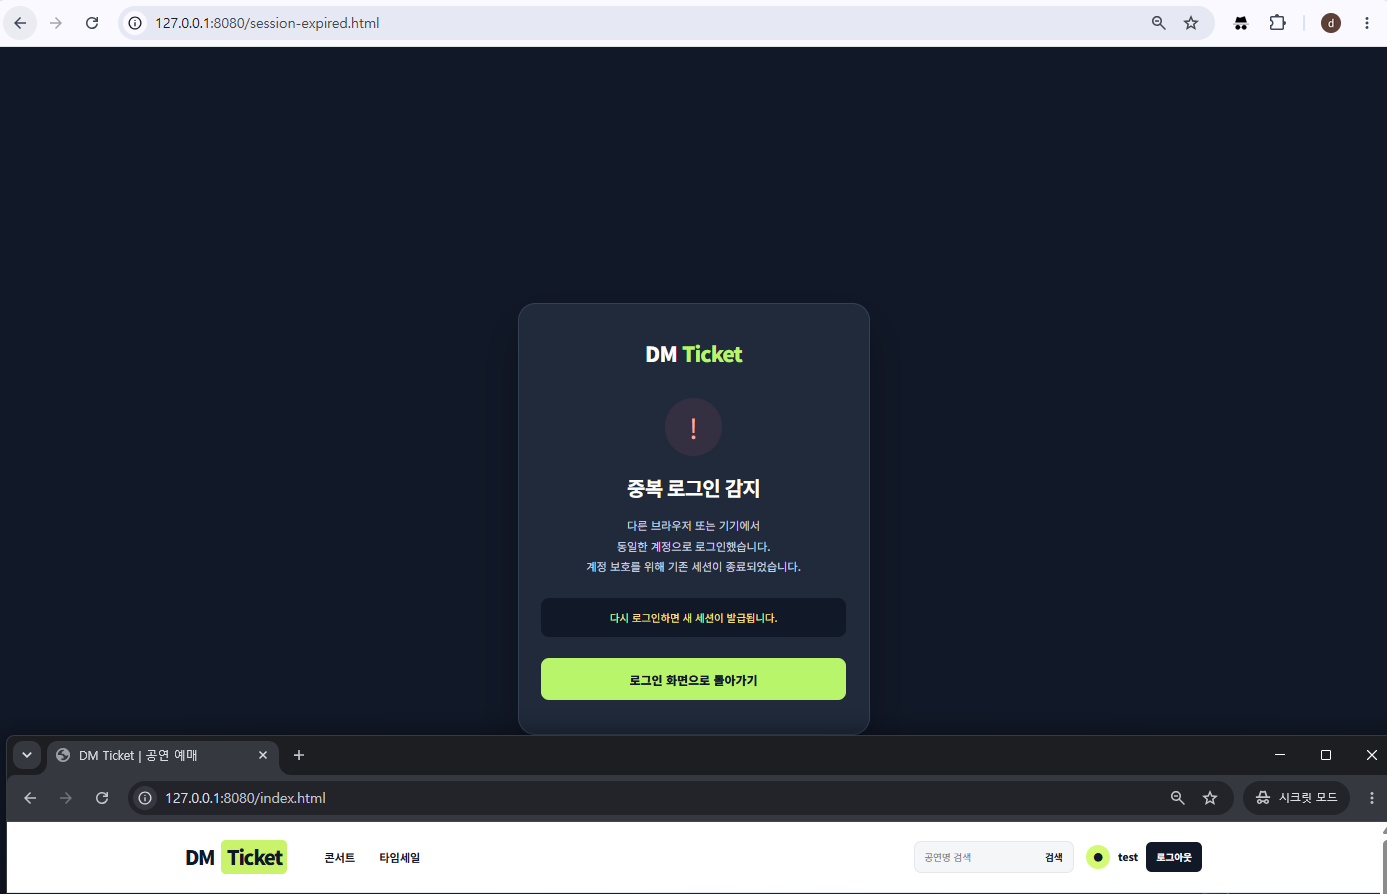 127.0.0.1:8080/session-expired.html
d
DM Ticket
!
중복 로그인 감지
다른 브라우저 또는 기기에서
동일한 계정으로 로그인했습니다.
계정 보호를 위해 기존 세션이 종료되었습니다.
다시 로그인하면 새 세션이 발급됩니다.
로그인 화면으로 돌아가기
DM Ticket | 공연 예매
127.0.0.1:8080/index.html
시크릿 모드
DM Ticket 콘서트 타임세일 공연명 검색 검색 test 로그아웃